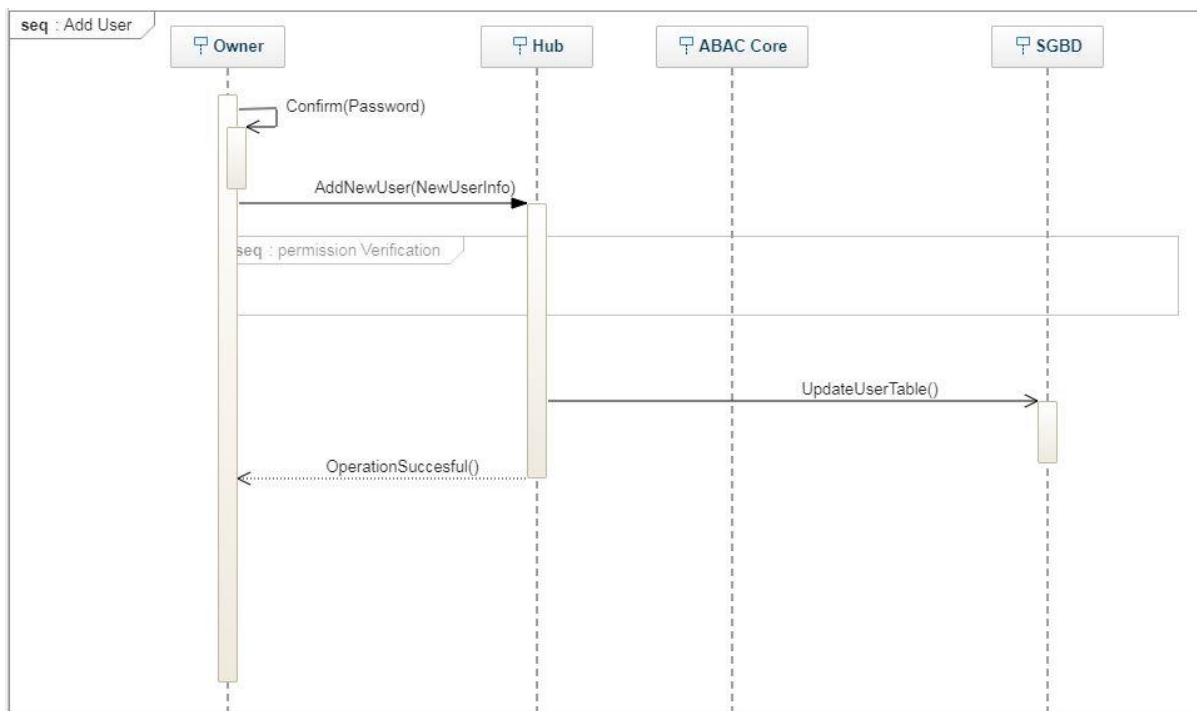 seq : Add User
Owner
Hub
ABAC Core
SGBD
Confirm(Password)
AddNewUser(NewUserInfo)
seq : permission Verification
UpdateUserTable()
OperationSuccesful()